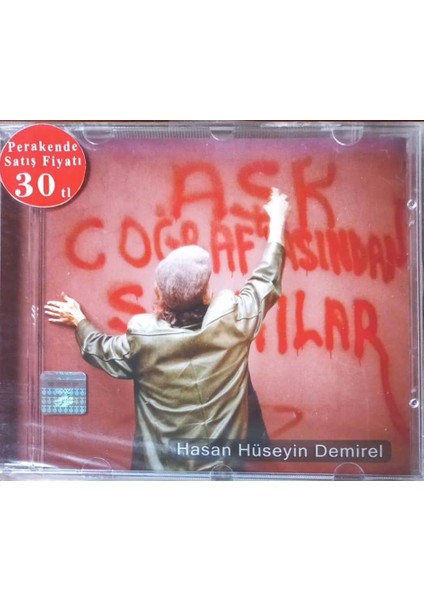 Perakende
Satış Fiyatı
30 tl
AŞK
COĞRAFYASINDAN
Hasan Hüseyin Demirel